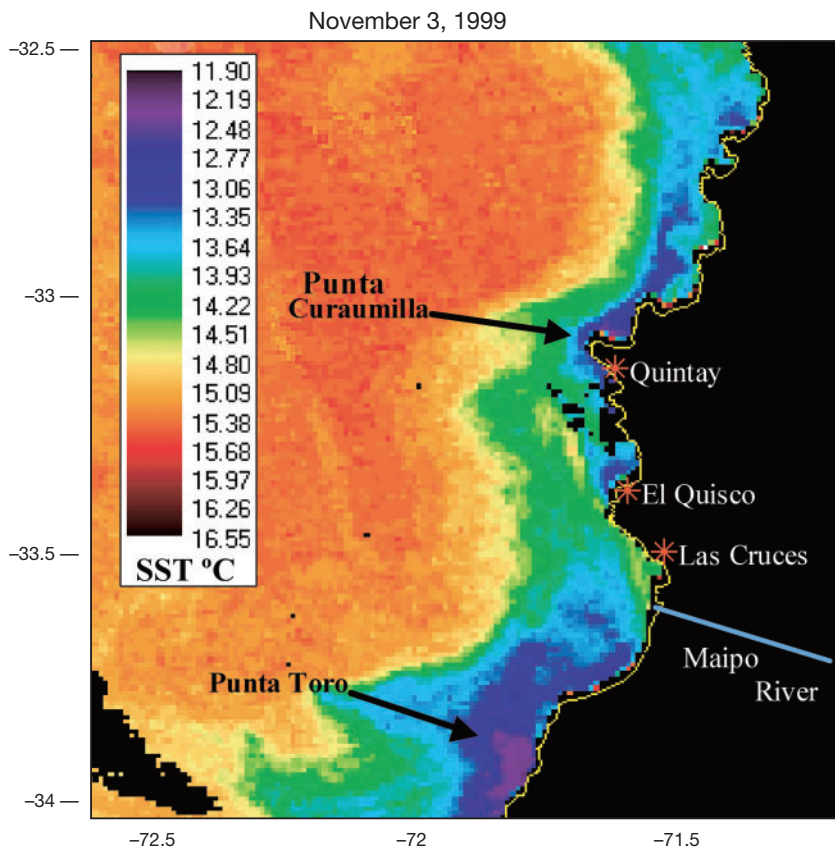 November 3, 1999
–32.5
–33
–33.5
–34
11.90
12.19
12.48
12.77
13.06
13.35
13.64
13.93
14.22
14.51
14.80
15.09
15.38
15.68
15.97
16.26
16.55
SST ºC
Punta
Curaumilla
Quintay
El Quisco
Las Cruces
Maipo
River
Punta Toro
–72.5
–72
–71.5